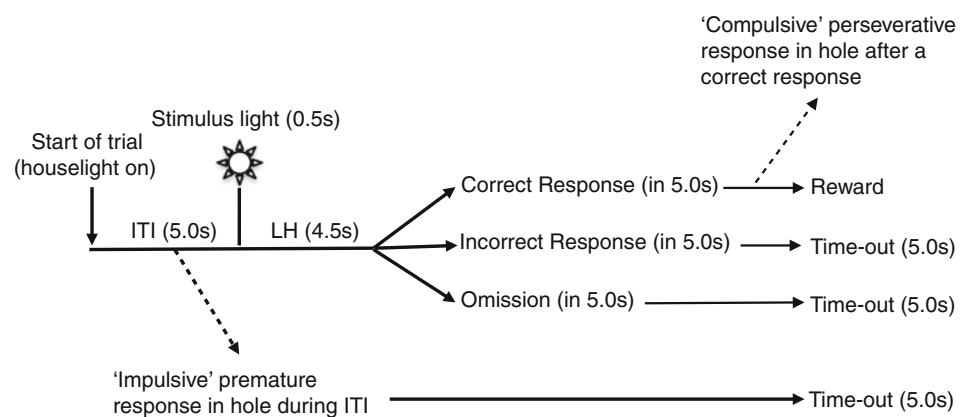 ‘Compulsive’ perseverative
response in hole after a
correct response
Stimulus light (0.5s)
Start of trial
(houselight on)
Correct Response (in 5.0s)
Reward
ITI (5.0s)
LH (4.5s)
Incorrect Response (in 5.0s)
Time-out (5.0s)
Omission (in 5.0s)
Time-out (5.0s)
‘Impulsive’ premature
response in hole during ITI
Time-out (5.0s)